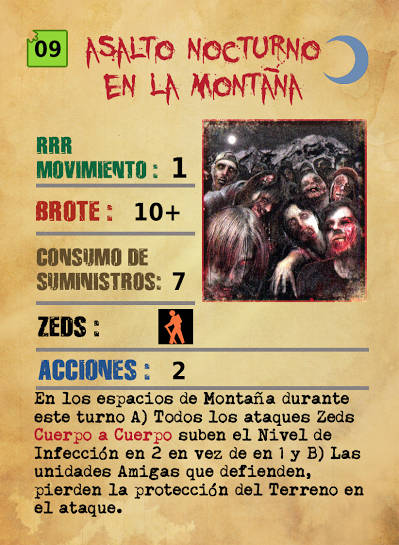 09
ASALTO NOCTURNO
EN LA MONTAÑA
RRR
MOVIMIENTO : 1
BROTE : 10+
CONSUMO DE
SUMINISTROS: 7
ZEDS :
ACCIONES : 2
En los espacios de Montaña durante
este turno A) Todos los ataques Zeds
Cuerpo a Cuerpo suben el Nivel de
Infección en 2 en vez de en 1 y B) Las
unidades Amigas que defienden,
pierden la protección del Terreno en
el ataque.